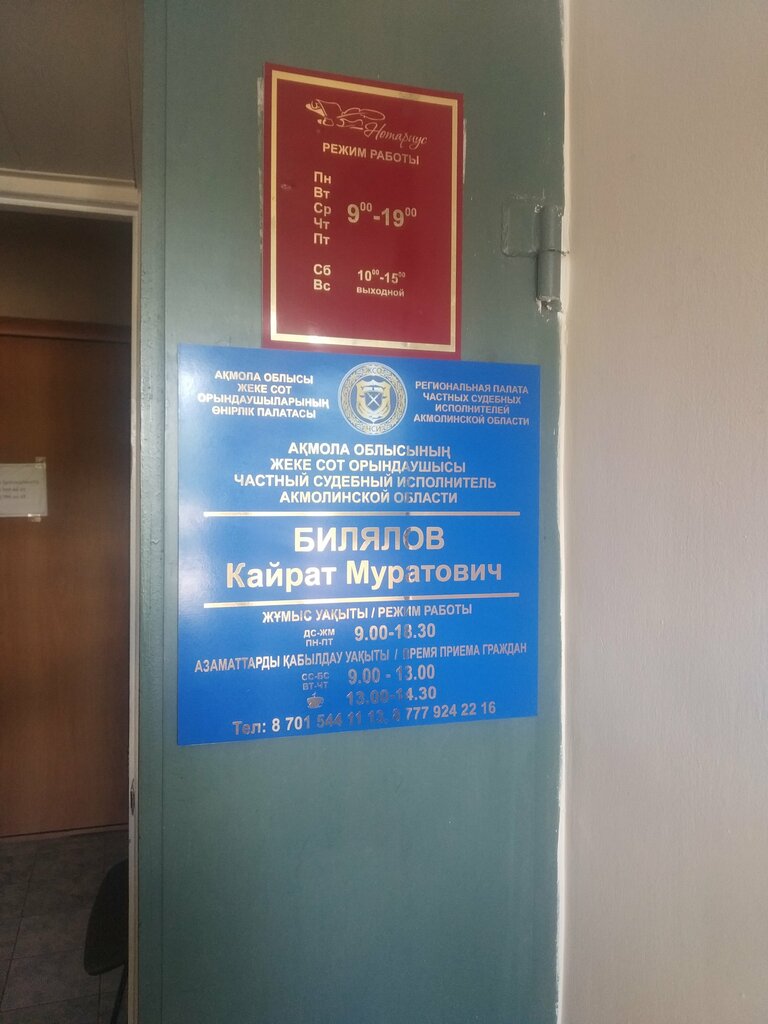 Нотариус
РЕЖИМ РАБОТЫ
Пн
Вт
Ср 9⁰⁰-19⁰⁰
Чт
Пт
Сб 10⁰⁰-15⁰⁰
Вс выходной
АҚМОЛА ОБЛЫСЫ
ЖЕКЕ СОТ
ОРЫНДАУШЫЛАРЫНЫҢ
ӨҢІРЛІК ПАЛАТАСЫ
РЕГИОНАЛЬНАЯ ПАЛАТА
ЧАСТНЫХ СУДЕБНЫХ
ИСПОЛНИТЕЛЕЙ
АКМОЛИНСКОЙ ОБЛАСТИ
АҚМОЛА ОБЛЫСЫНЫҢ
ЖЕКЕ СОТ ОРЫНДАУШЫСЫ
ЧАСТНЫЙ СУДЕБНЫЙ ИСПОЛНИТЕЛЬ
АКМОЛИНСКОЙ ОБЛАСТИ
БИЛЯЛОВ
Кайрат Муратович
ЖҰМЫС УАҚЫТЫ / РЕЖИМ РАБОТЫ
ДС-ЖМ
ПН-ПТ 9.00-18.30
АЗАМАТТАРДЫ ҚАБЫЛДАУ УАҚЫТЫ / ВРЕМЯ ПРИЕМА ГРАЖДАН
СС-БС
ВТ-ЧТ 9.00 - 13.00
13.00-14.30
Тел: 8 701 544 11 13, 8 777 924 22 16